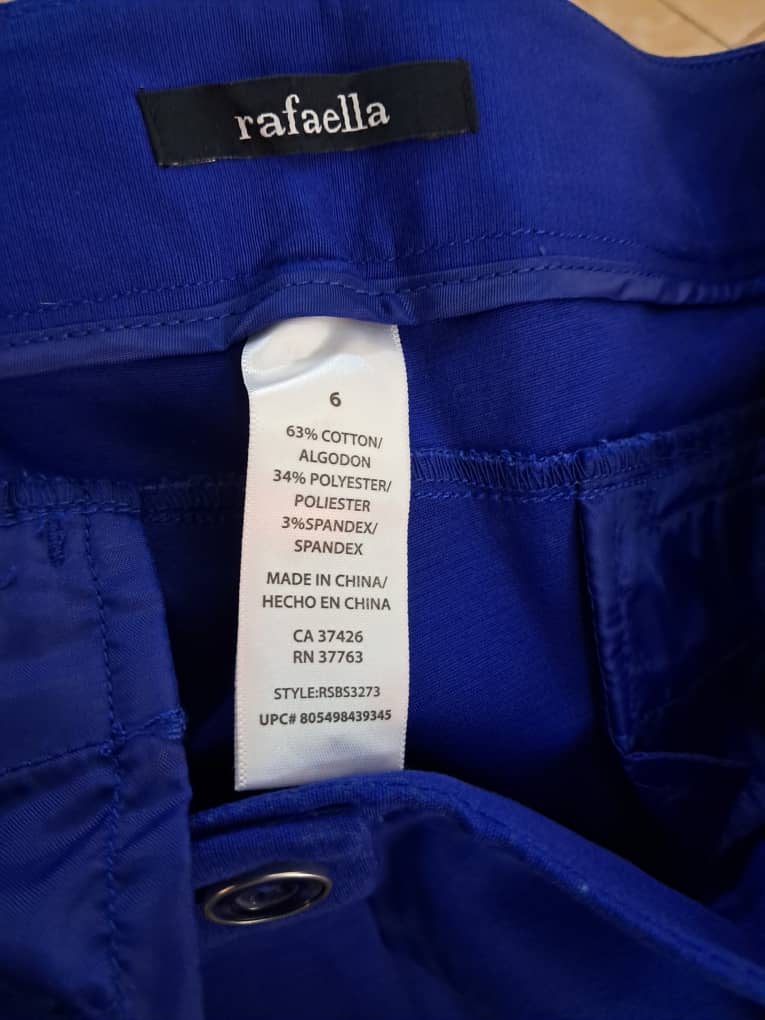 rafaella
6
63% COTTON/
ALGODON
34% POLYESTER/
POLIESTER
3%SPANDEX/
SPANDEX
MADE IN CHINA/
HECHO EN CHINA
CA 37426
RN 37763
STYLE:RSBS3273
UPC# 805498439345